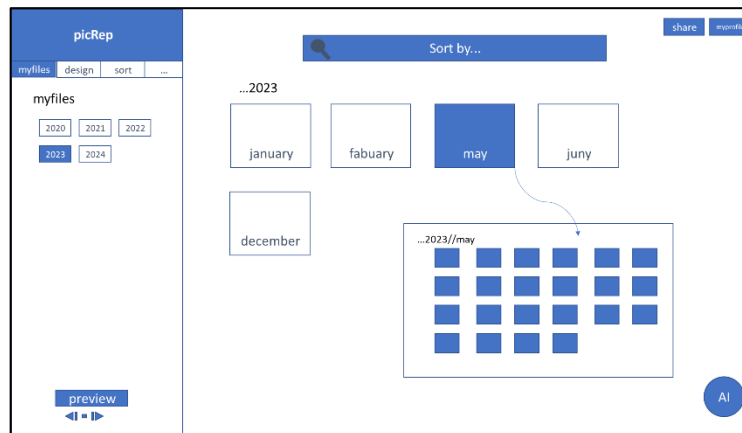 picRep
myfiles design sort ...
myfiles
2020 2021 2022
2023 2024
preview
share myprofile
Sort by...
...2023
january fabuary may juny
december
...2023//may
AI